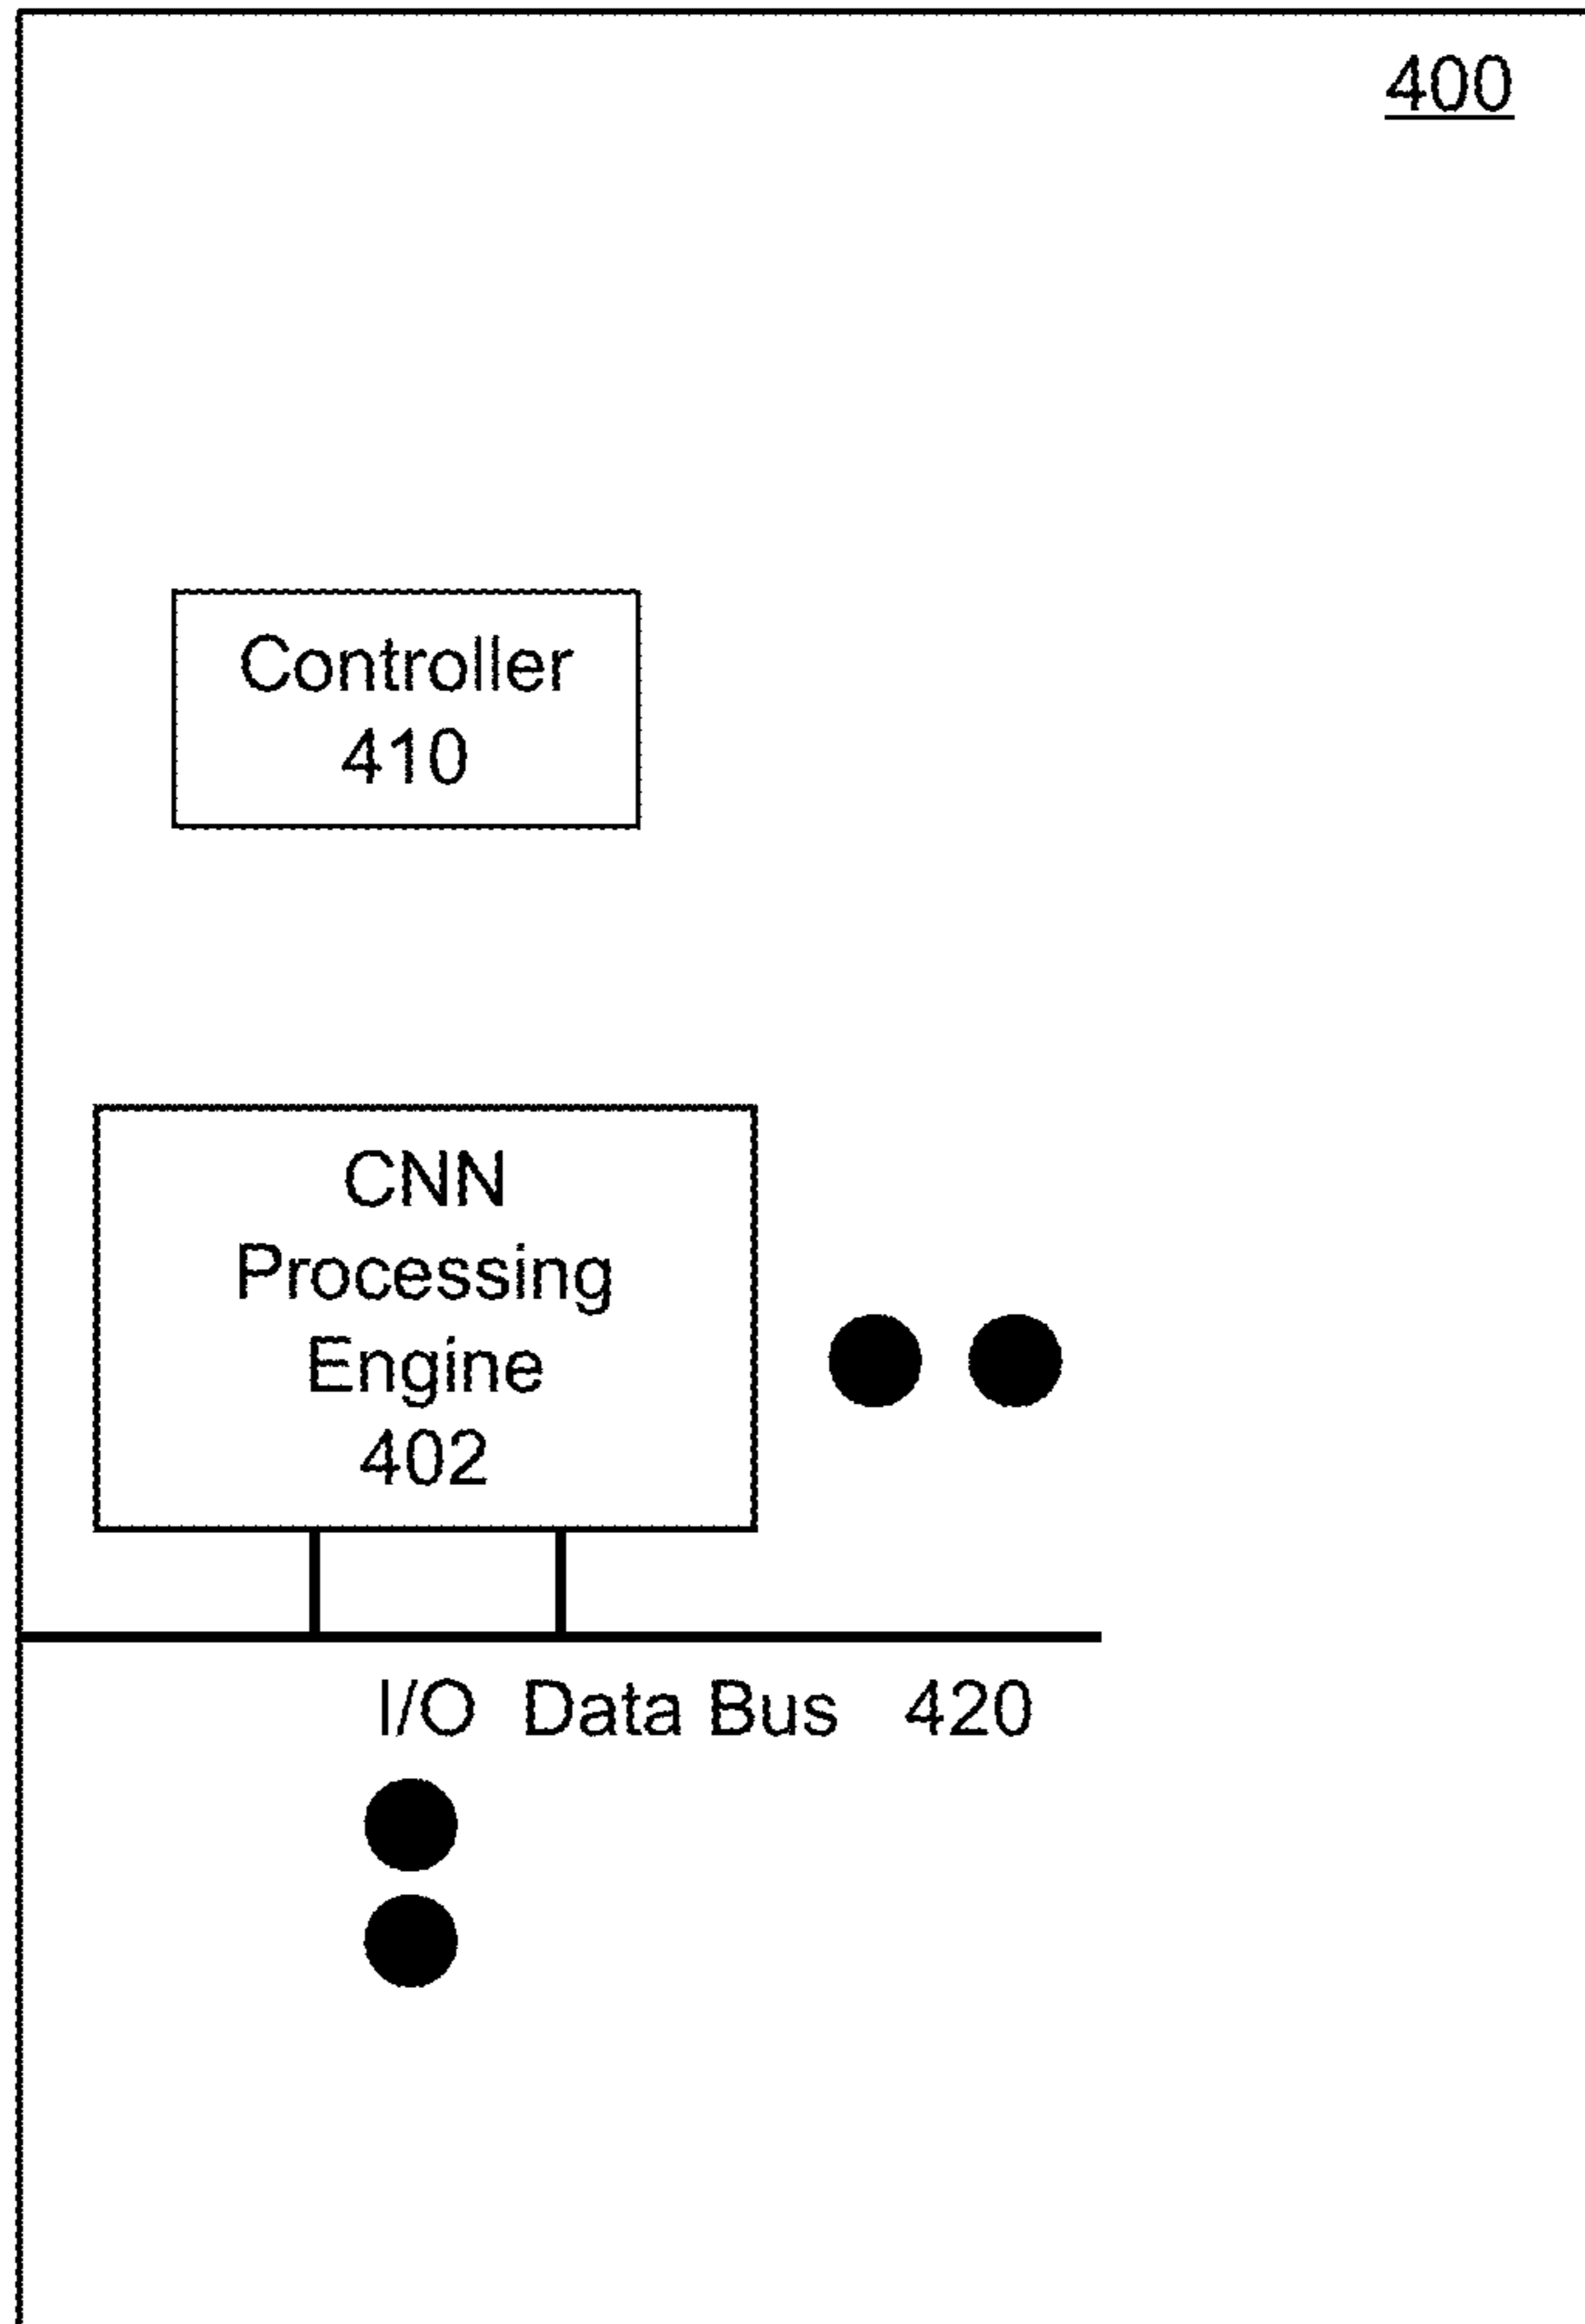 400
Controller
410
CNN
Processing
Engine
402
I/O Data Bus 420